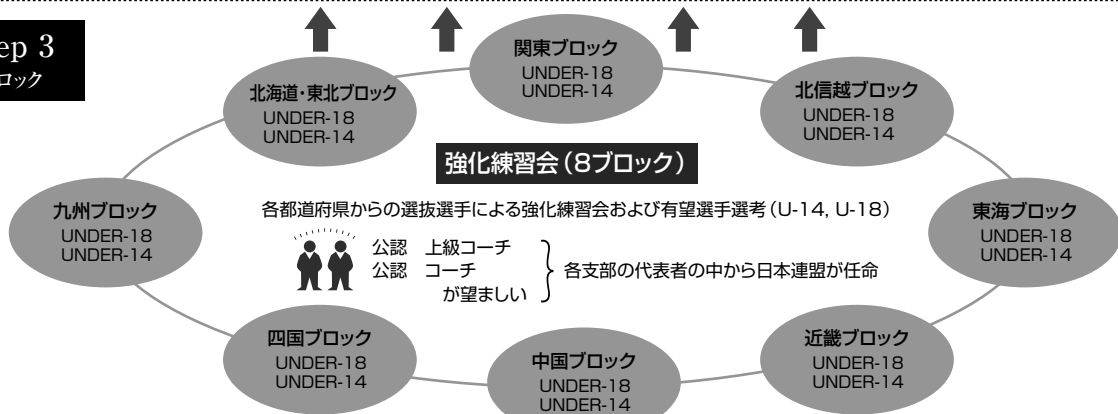 ep 3
ロック
関東ブロック
UNDER-18
UNDER-14
北海道・東北ブロック
UNDER-18
UNDER-14
北信越ブロック
UNDER-18
UNDER-14
強化練習会(8ブロック)
九州ブロック
UNDER-18
UNDER-14
各都道府県からの選抜選手による強化練習会および有望選手選考(U-14, U-18)
東海ブロック
UNDER-18
UNDER-14
公認 上級コーチ
公認 コーチ
が望ましい
各支部の代表者の中から日本連盟が任命
四国ブロック
UNDER-18
UNDER-14
中国ブロック
UNDER-18
UNDER-14
近畿ブロック
UNDER-18
UNDER-14